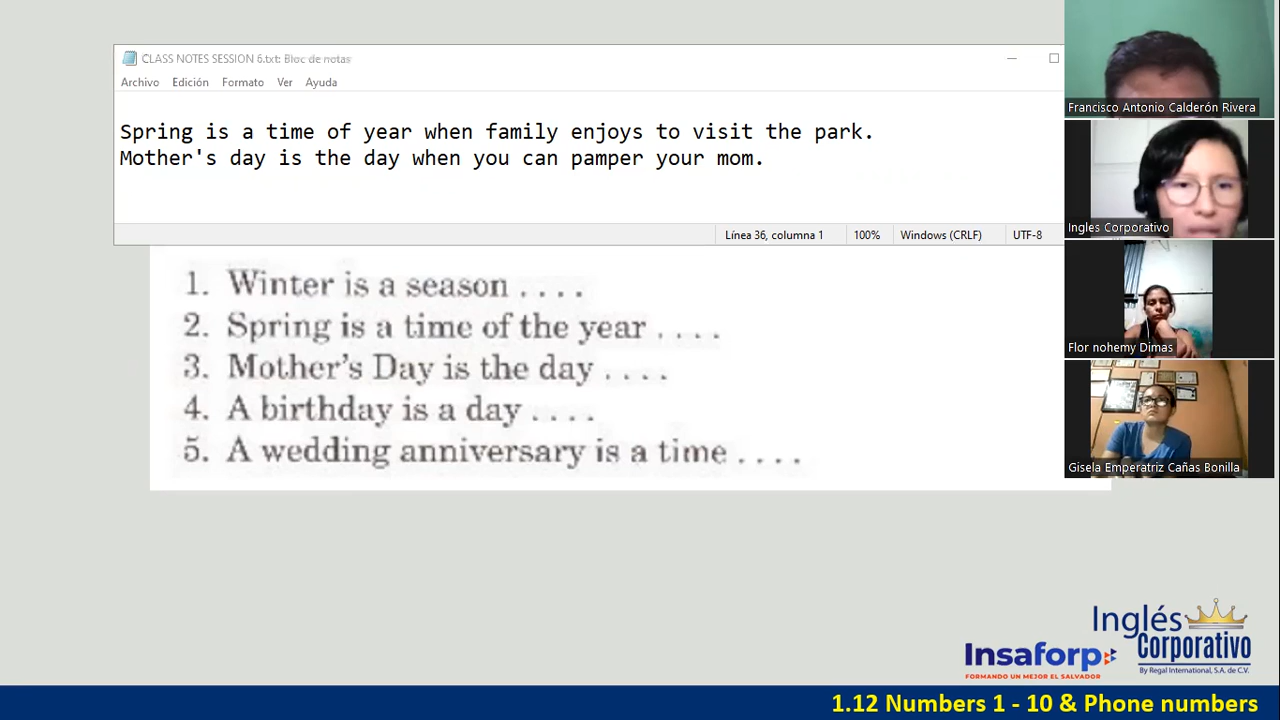 CLASS NOTES SESSION 6.txt: Bloc de notas
Archivo Edición Formato Ver Ayuda
Spring is a time of year when family enjoys to visit the park.
Mother's day is the day when you can pamper your mom.
Línea 36, columna 1 100% Windows (CRLF) UTF-8
1. Winter is a season . . . .
2. Spring is a time of the year . . . .
3. Mother's Day is the day . . . .
4. A birthday is a day . . . .
5. A wedding anniversary is a time . . . .
Francisco Antonio Calderón Rivera
Ingles Corporativo
Flor nohemy Dimas
Gisela Emperatriz Cañas Bonilla
Insaforp
FORMANDO UN MEJOR EL SALVADOR
Inglés
Corporativo
By Regal International, S.A. de C.V.
1.12 Numbers 1 - 10 & Phone numbers